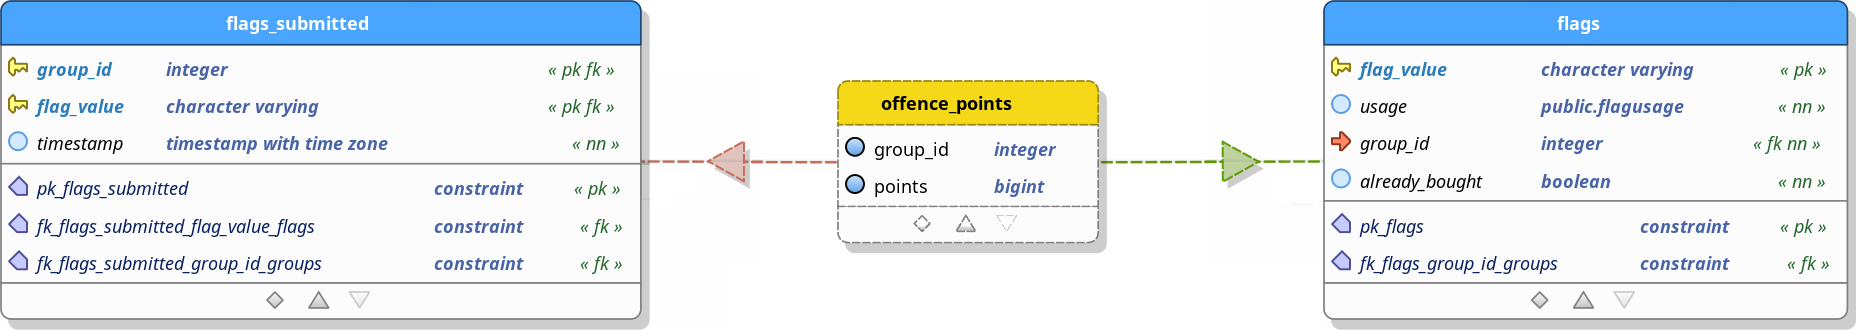 flags_submitted
group_id integer « pk fk »
flag_value character varying « pk fk »
timestamp timestamp with time zone « nn »
pk_flags_submitted constraint « pk »
fk_flags_submitted_flag_value_flags constraint « fk »
fk_flags_submitted_group_id_groups constraint « fk »
offence_points
group_id integer
points bigint
flags
flag_value character varying « pk »
usage public.flagusage « nn »
group_id integer « fk nn »
already_bought boolean « nn »
pk_flags constraint « pk »
fk_flags_group_id_groups constraint « fk »